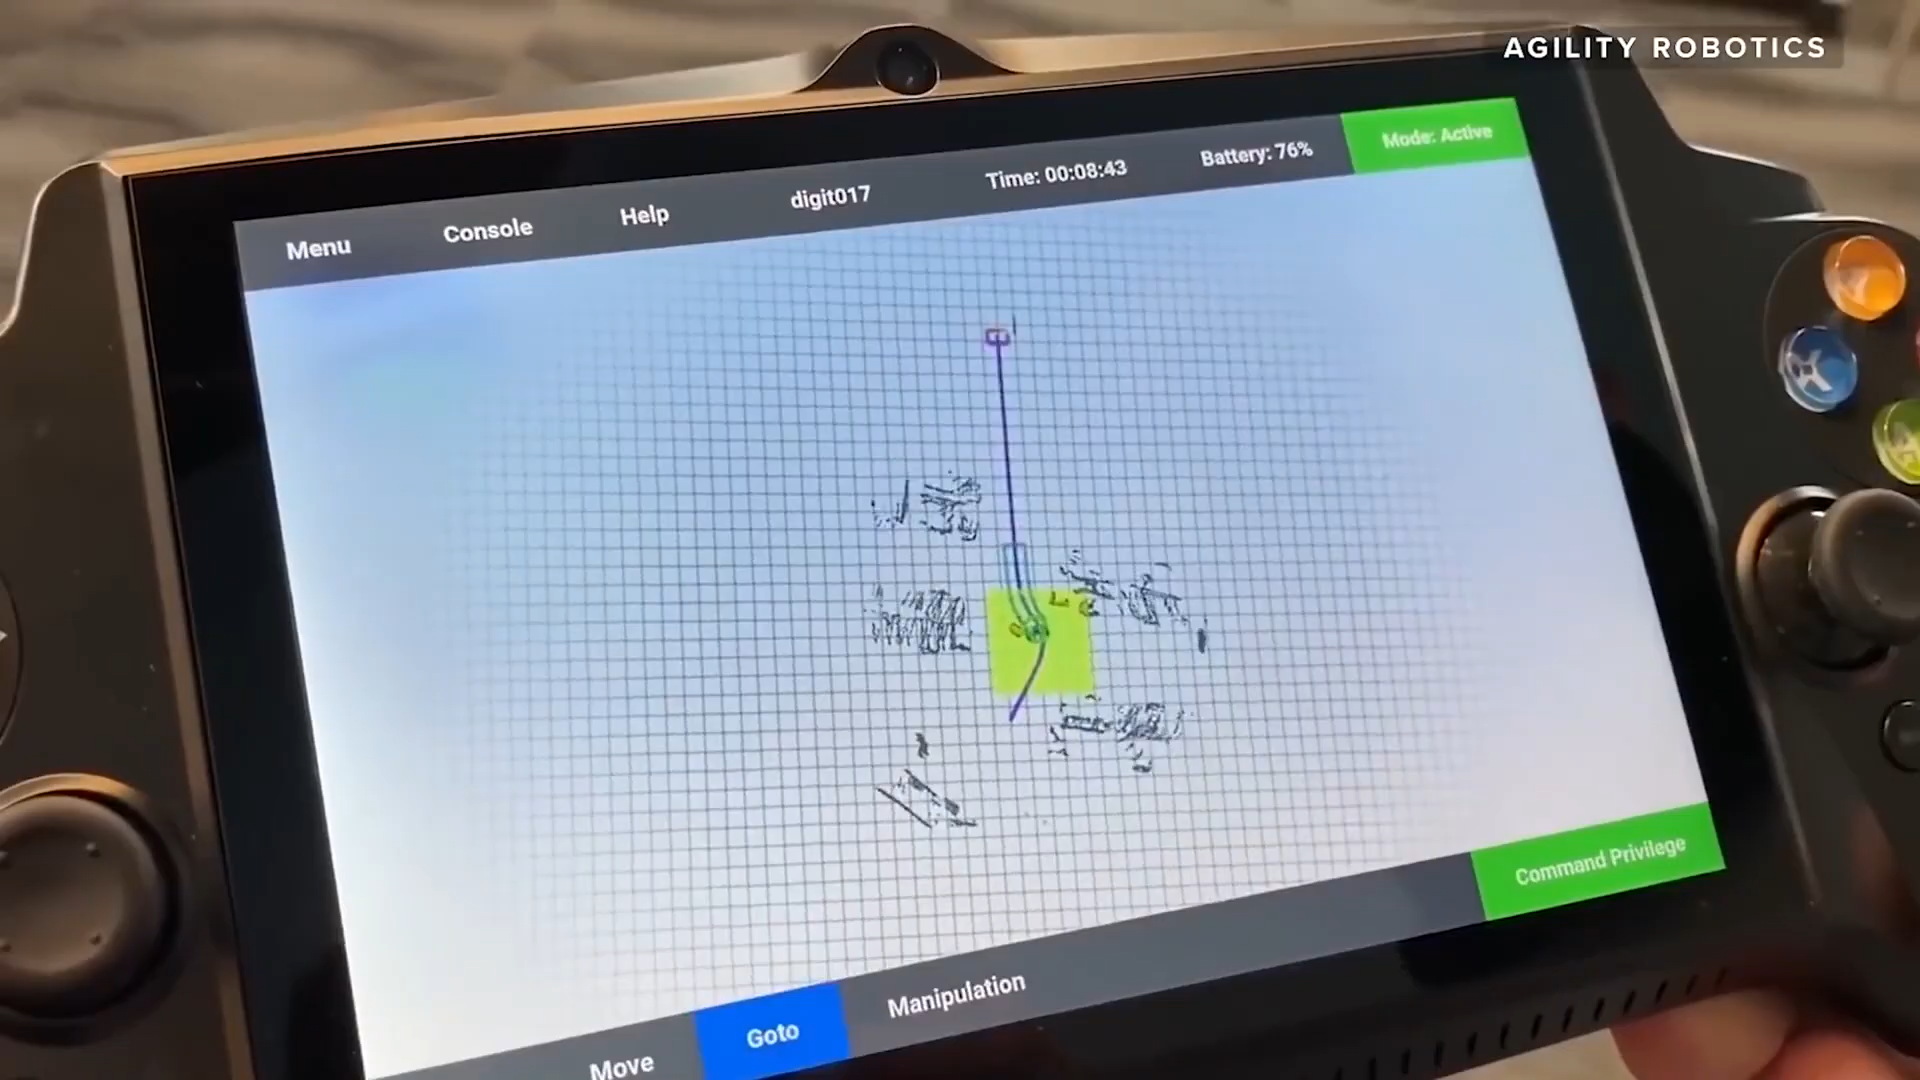 AGILITY ROBOTICS
Menu
Console
Help
digit017
Time: 00:08:43
Battery: 76%
Mode: Active
Command Privilege
Move
Goto
Manipulation